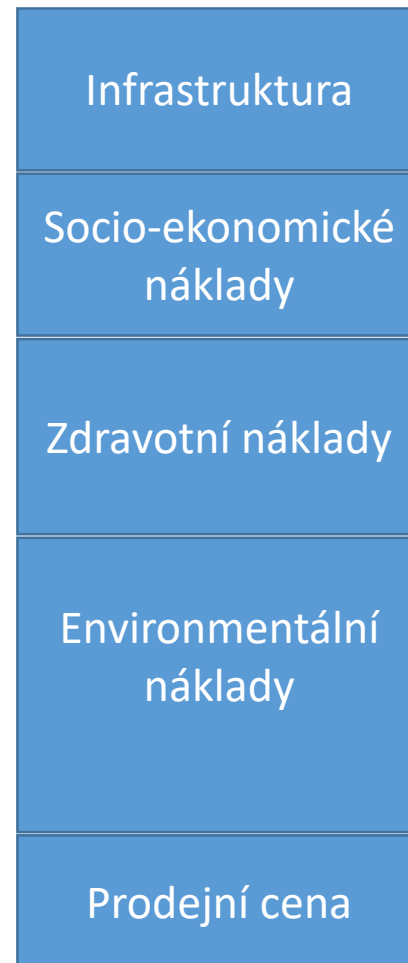 Infrastruktura
Socio-ekonomické
náklady
Zdravotní náklady
Environmentální
náklady
Prodejní cena